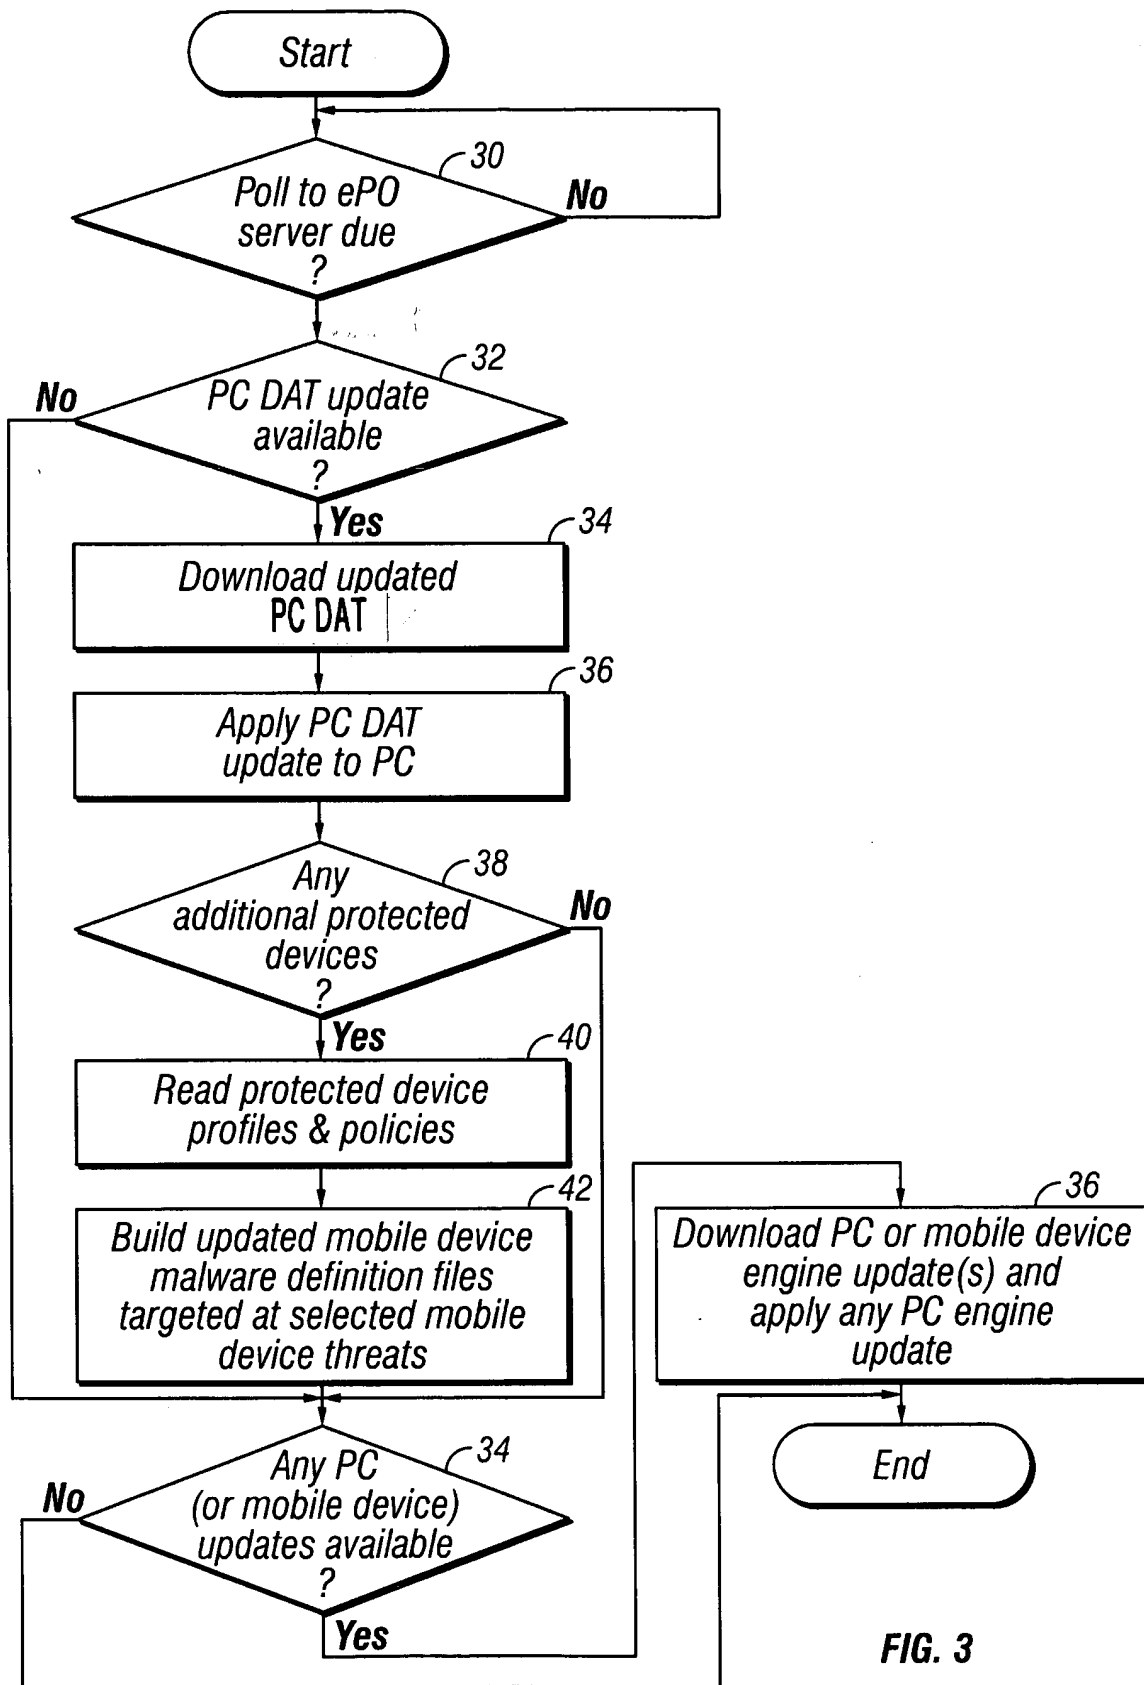 Start
30
Poll to ePO
server due
?
No
32
PC DAT update
available
?
No
Yes
34
Download updated
PC DAT
36
Apply PC DAT
update to PC
38
Any
additional protected
devices
?
No
Yes
40
Read protected device
profiles & policies
42
Build updated mobile device
malware definition files
targeted at selected mobile
device threats
34
Any PC
(or mobile device)
updates available
?
No
Yes
36
Download PC or mobile device
engine update(s) and
apply any PC engine
update
End
FIG. 3